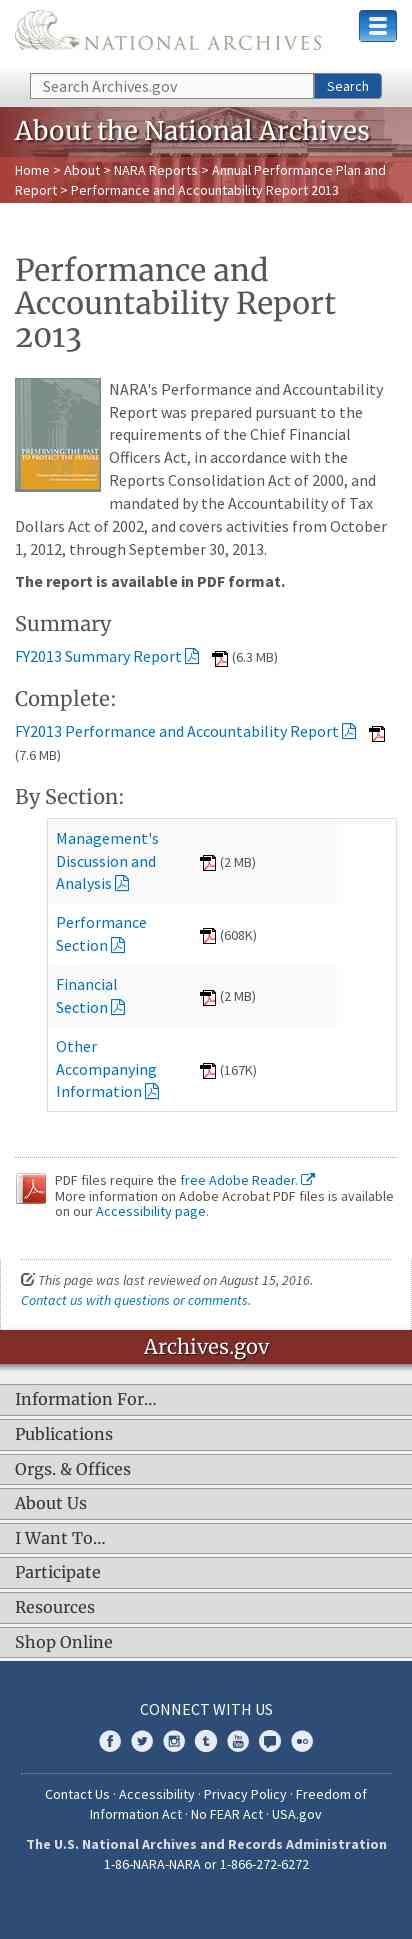 NATIONAL ARCHIVES
Search Archives.gov
Search
About the National Archives
Home > About > NARA Reports > Annual Performance Plan and
Report > Performance and Accountability Report 2013
Performance and
Accountability Report
2013
PRESERVING THE PAST
TO PROTECT THE FUTURE
NARA's Performance and Accountability
Report was prepared pursuant to the
requirements of the Chief Financial
Officers Act, in accordance with the
Reports Consolidation Act of 2000, and
mandated by the Accountability of Tax
Dollars Act of 2002, and covers activities from October
1, 2012, through September 30, 2013.
The report is available in PDF format.
Summary
FY2013 Summary Report (6.3 MB)
Complete:
FY2013 Performance and Accountability Report
(7.6 MB)
By Section:
Management's
Discussion and
Analysis
(2 MB)
Performance
Section
(608K)
Financial
Section
(2 MB)
Other
Accompanying
Information
(167K)
PDF files require the free Adobe Reader.
More information on Adobe Acrobat PDF files is available
on our Accessibility page.
This page was last reviewed on August 15, 2016.
Contact us with questions or comments.
Archives.gov
Information For…
Publications
Orgs. & Offices
About Us
I Want To…
Participate
Resources
Shop Online
CONNECT WITH US
Contact Us · Accessibility · Privacy Policy · Freedom of
Information Act · No FEAR Act · USA.gov
The U.S. National Archives and Records Administration
1-86-NARA-NARA or 1-866-272-6272